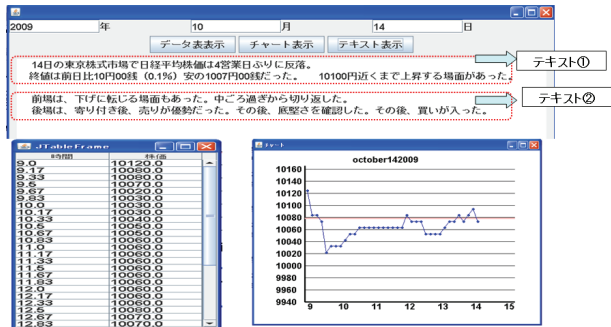 2009 年 10 月 14 日
データ表表示 チャート表示 テキスト表示
14日の東京株式市場で日経平均株価は4営業日ぶりに反落。
終値は前日比10円00銭（0.1%）安の1007円00銭だった。 10100円近くまで上昇する場面があった。
テキスト①
前場は、下げに転じる場面もあった。中ごろ過ぎから切り返した。
後場は、寄り付き後、売りが優勢だった。その後、底堅さを確認した。その後、買いが入った。
テキスト②
JTableFrame
時間 株価
9.0 10120.0
9.17 10080.0
9.33 10080.0
9.5 10070.0
9.67 10020.0
9.83 10030.0
10.0 10030.0
10.17 10030.0
10.33 10040.0
10.5 10050.0
10.67 10050.0
10.83 10060.0
11.0 10060.0
11.17 10060.0
11.33 10060.0
11.5 10060.0
11.67 10060.0
11.83 10060.0
12.0 10060.0
12.17 10060.0
12.33 10060.0
12.5 10080.0
12.67 10070.0
12.83 10070.0
チャート
october142009
10160
10140
10120
10100
10080
10060
10040
10020
10000
9980
9960
9940
9 10 11 12 13 14 15